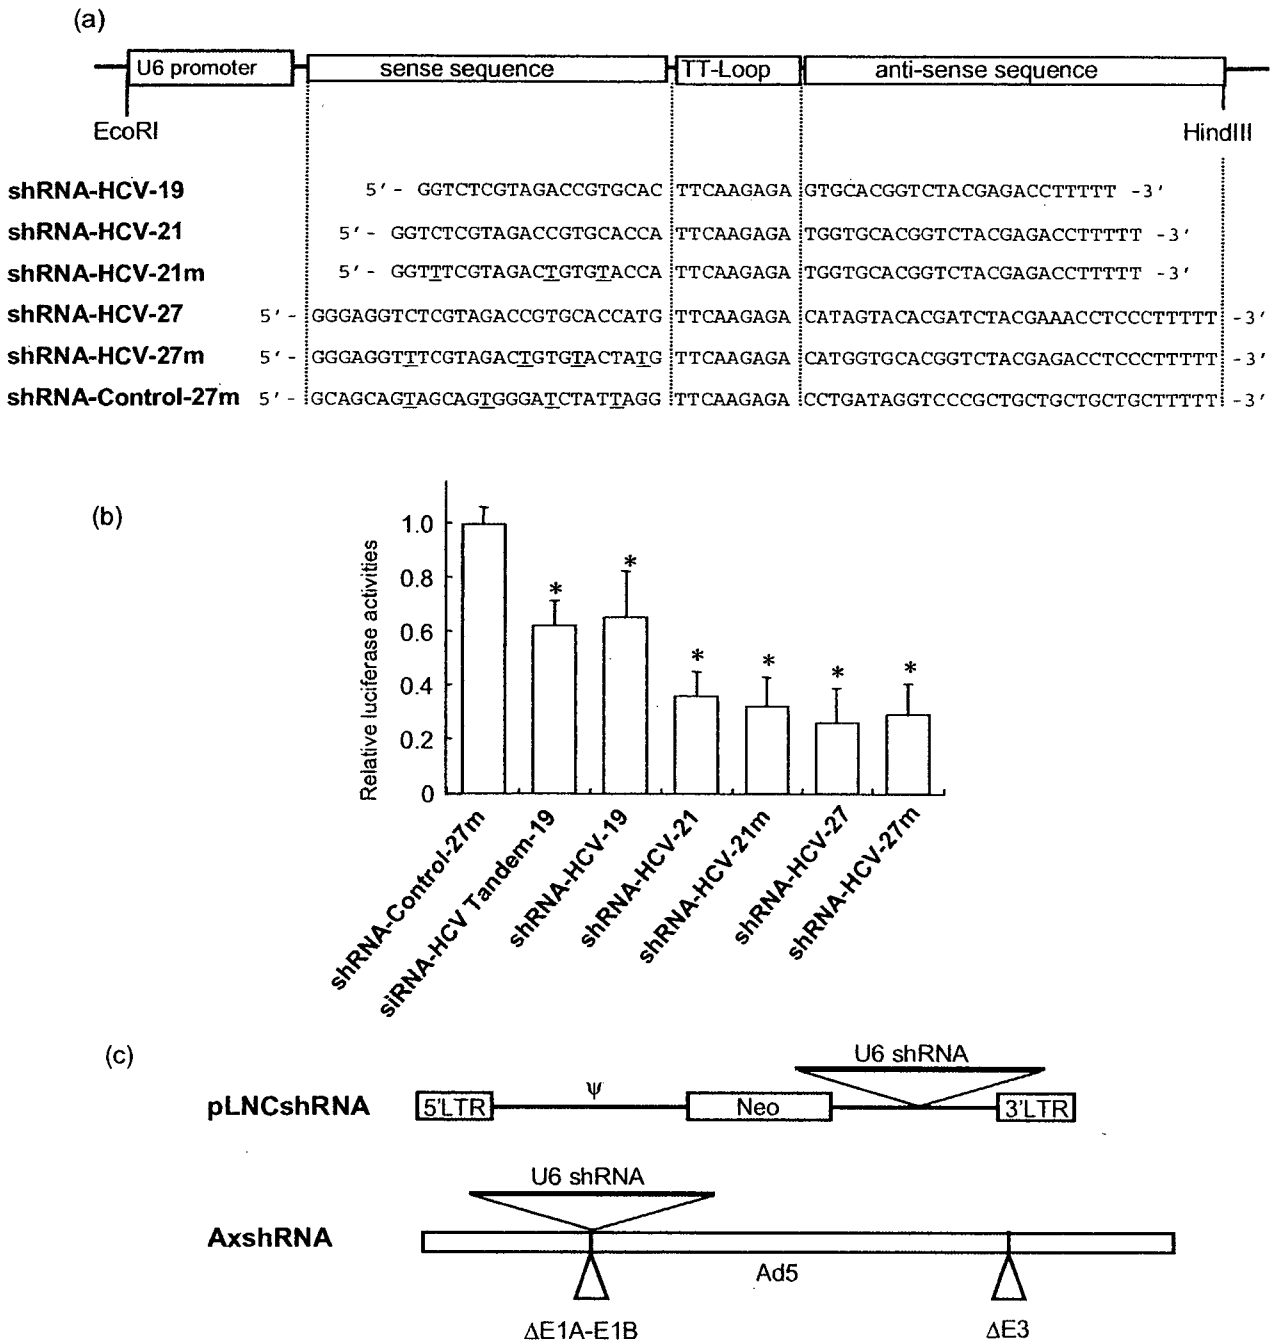 (a)
U6 promoter sense sequence TT-Loop anti-sense sequence
EcoRI HindIII
shRNA-HCV-19 5'- GGTCTCGTAGACCGTGCAC TTCAAGAGA GTGCACGGTCTACGAGACCTTTTT -3'
shRNA-HCV-21 5'- GGTCTCGTAGACCGTGCACCA TTCAAGAGA TGGTGCACGGTCTACGAGACCTTTTT -3'
shRNA-HCV-21m 5'- GGTTTCGTAGACTGTGTACCA TTCAAGAGA TGGTGCACGGTCTACGAGACCTTTTT -3'
shRNA-HCV-27 5'- GGGAGGTCTCGTAGACCGTGCACCATG TTCAAGAGA CATAGTACACGATCTACGAAACCTCCCTTTTT -3'
shRNA-HCV-27m 5'- GGGAGGTTTCGTAGACTGTGTACTATG TTCAAGAGA CATGGTGCACGGTCTACGAGACCTCCCTTTTT -3'
shRNA-Control-27m 5'- GCAGCAGTAGCAGTGGGATCTATTAGG TTCAAGAGA CCTGATAGGTCCCGCTGCTGCTGCTGCTTTTT -3'
(b)
Relative luciferase activities
1.0
0.8
0.6
0.4
0.2
0
* * * * * *
shRNA-Control-27m
siRNA-HCV Tandem-19
shRNA-HCV-19
shRNA-HCV-21
shRNA-HCV-21m
shRNA-HCV-27
shRNA-HCV-27m
(c)
U6 shRNA
pLNCshRNA 5'LTR ψ Neo 3'LTR
U6 shRNA
AxshRNA
Ad5
ΔE1A-E1B ΔE3